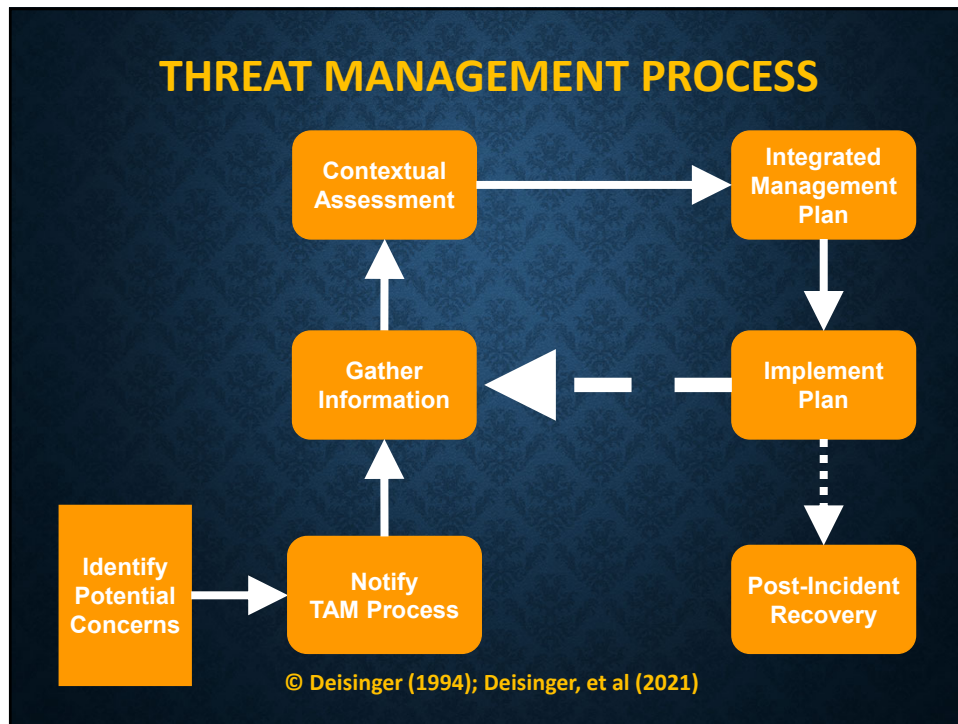 THREAT MANAGEMENT PROCESS
Contextual
Assessment
Integrated
Management
Plan
Gather
Information
Implement
Plan
Identify
Potential
Concerns
Notify
TAM Process
Post-Incident
Recovery
© Deisinger (1994); Deisinger, et al (2021)